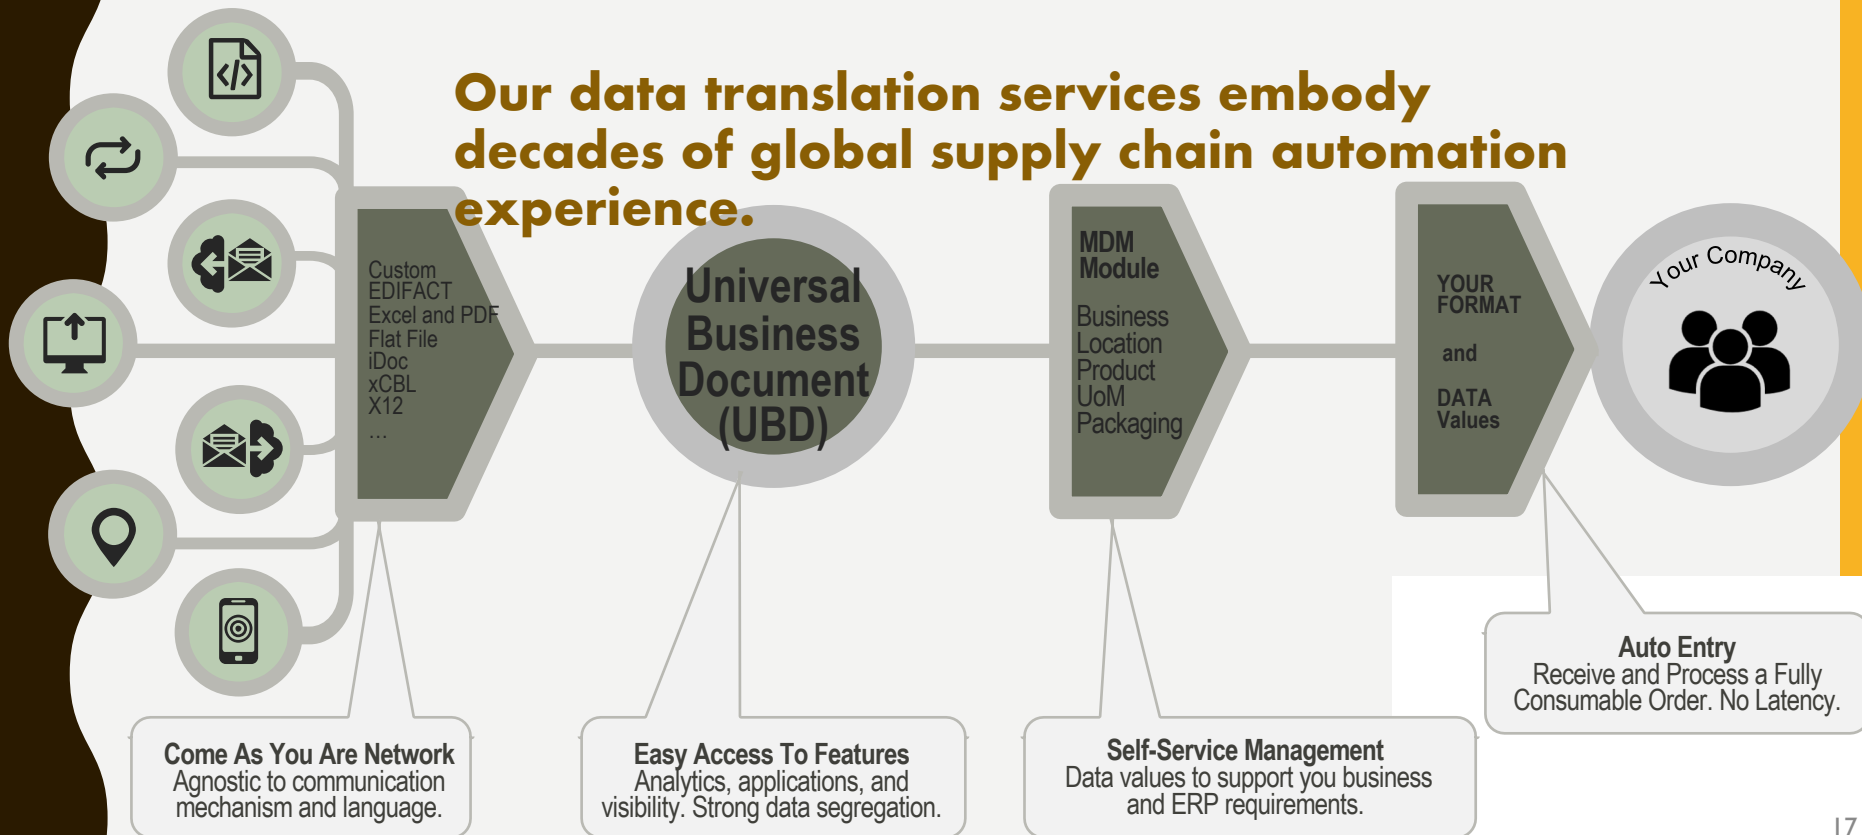 Our data translation services embody
decades of global supply chain automation
experience.
Custom
EDIFACT
Excel and PDF
Flat File
iDoc
xCBL
X12
…
Universal
Business
Document
(UBD)
MDM
Module
Business
Location
Product
UoM
Packaging
YOUR
FORMAT
and
DATA
Values
Your Company
Come As You Are Network
Agnostic to communication
mechanism and language.
Easy Access To Features
Analytics, applications, and
visibility. Strong data segregation.
Self-Service Management
Data values to support you business
and ERP requirements.
Auto Entry
Receive and Process a Fully
Consumable Order. No Latency.
17